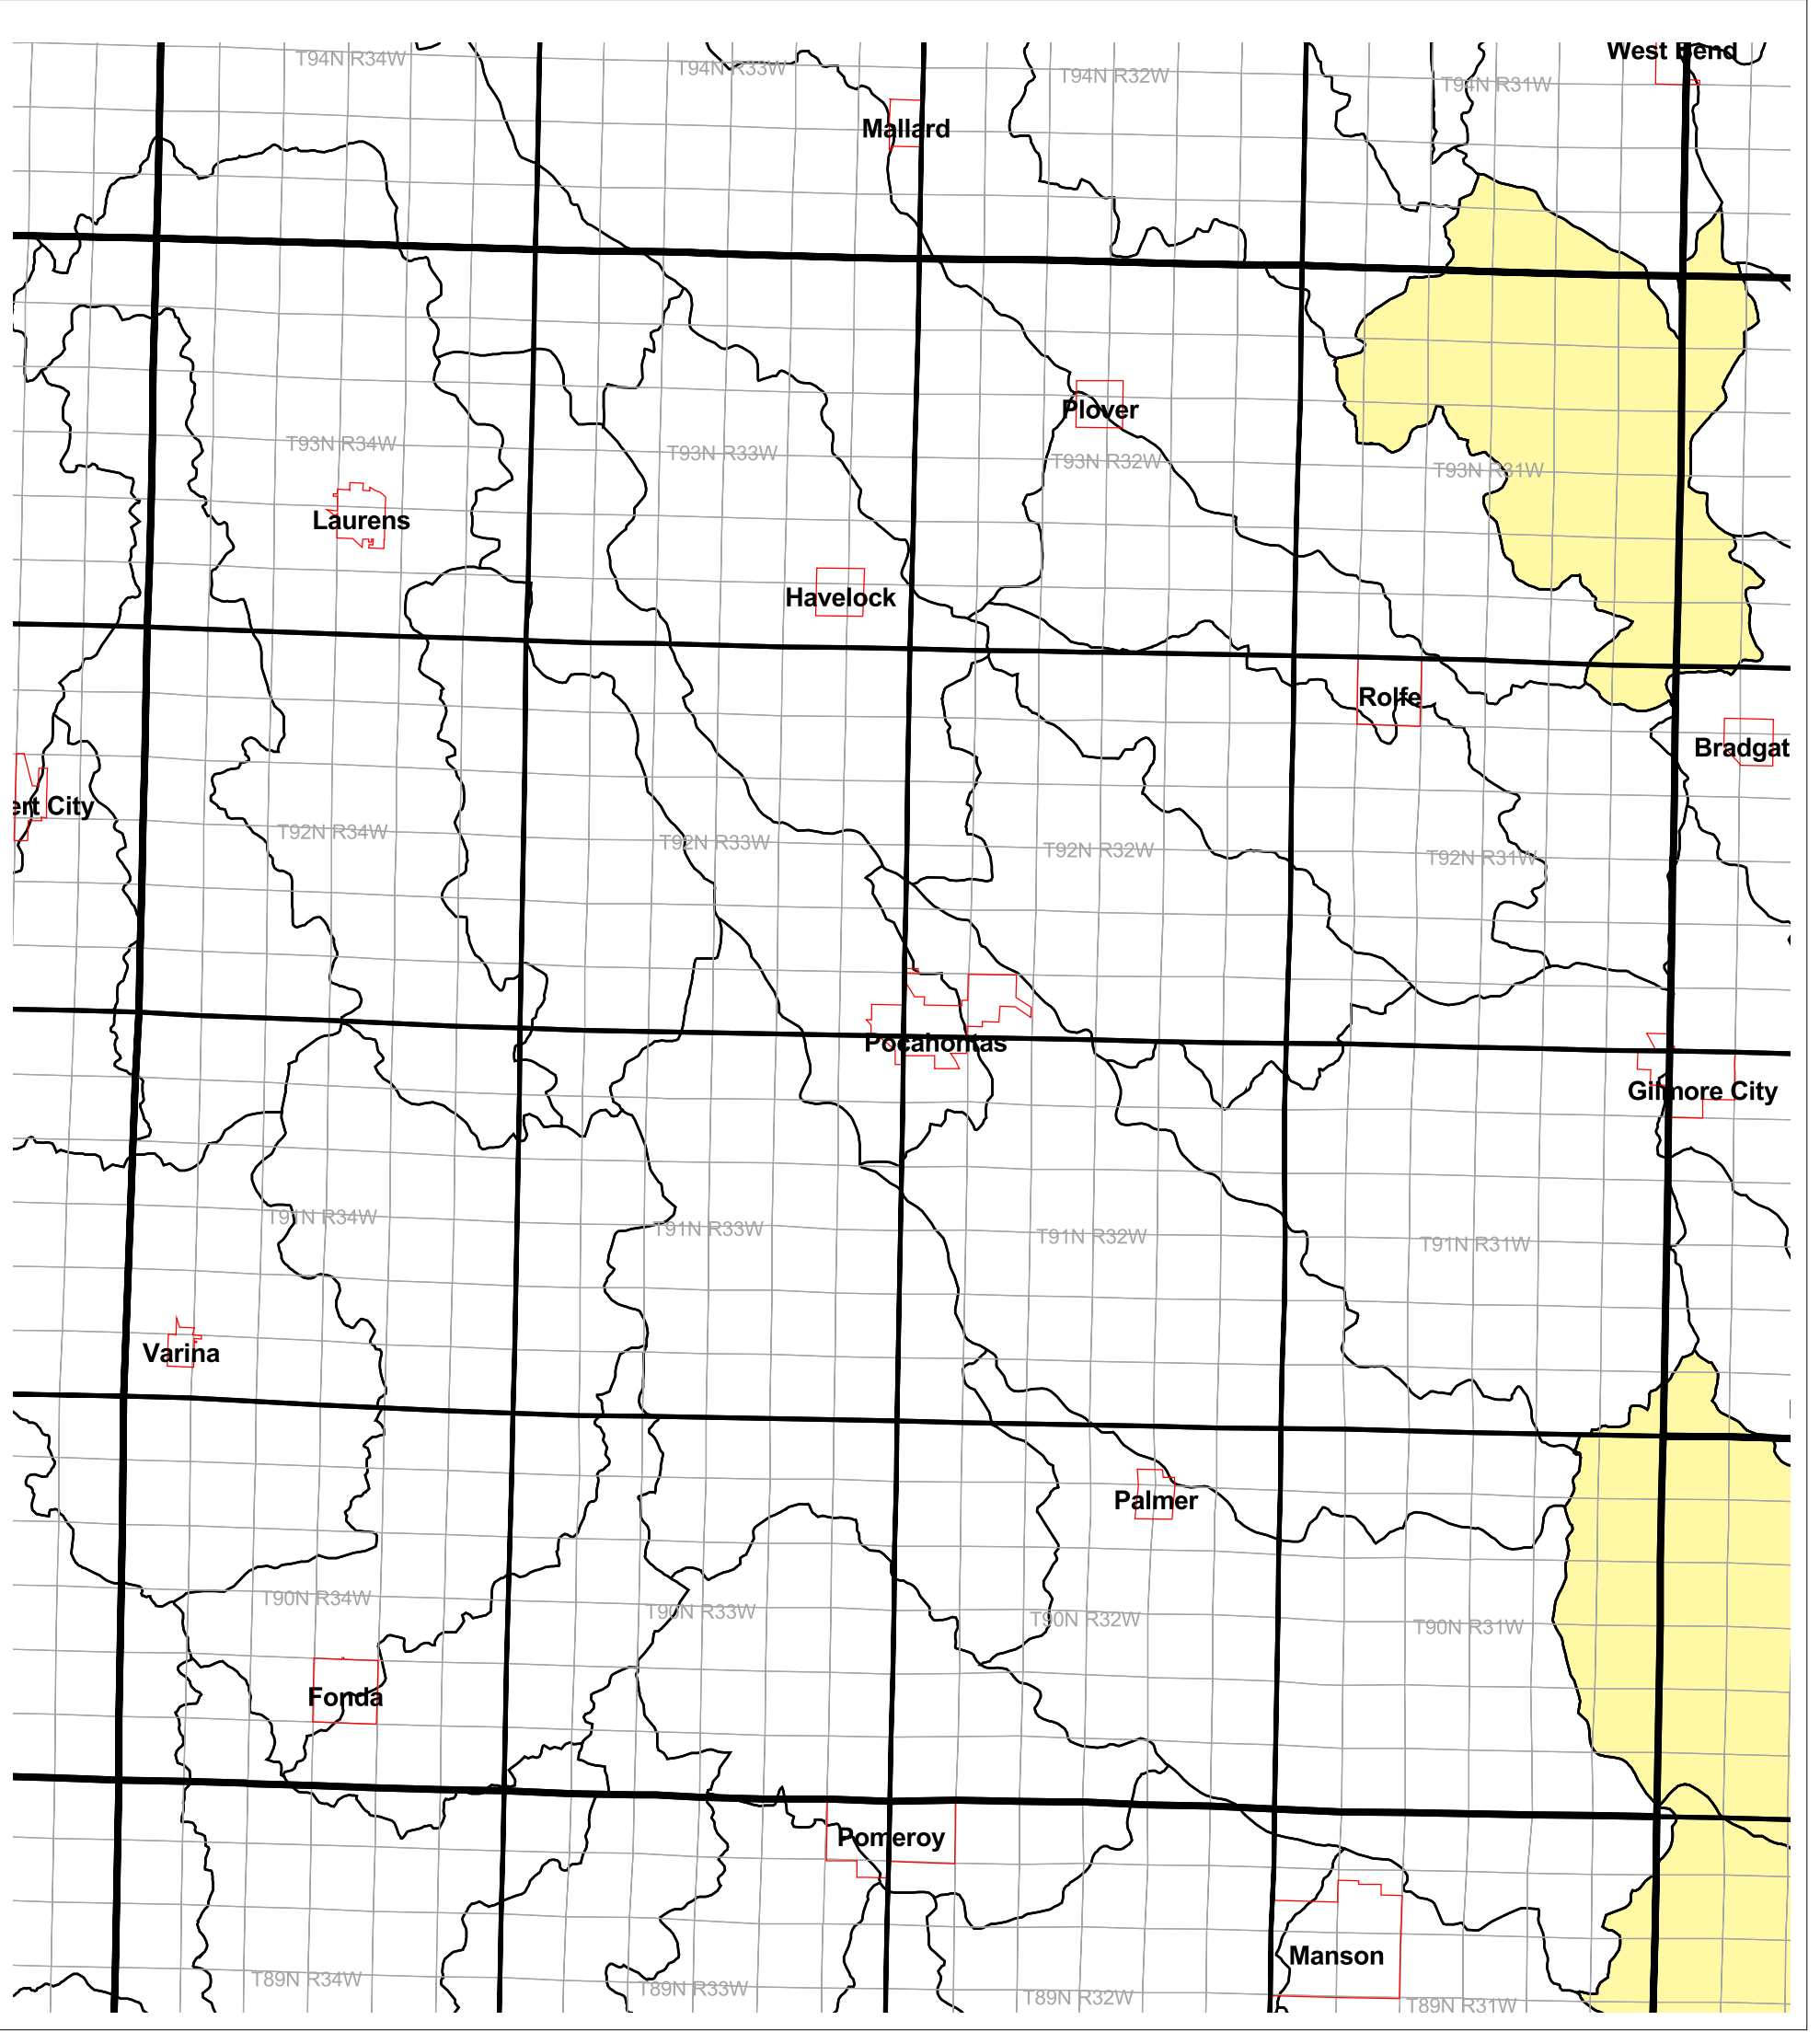 West Bend
T94N R34W
T94N R33W
T94N R32W
T94N R31W
Mallard
Plover
T93N R34W
T93N R33W
T93N R32W
T93N R31W
Laurens
Havelock
Rolfe
Bradgat
ert City
T92N R34W
T92N R33W
T92N R32W
T92N R31W
Pocahontas
Gilmore City
T91N R34W
T91N R33W
T91N R32W
T91N R31W
Varina
Palmer
T90N R34W
T90N R33W
T90N R32W
T90N R31W
Fonda
Pomeroy
Manson
T89N R34W
T89N R33W
T89N R32W
T89N R31W